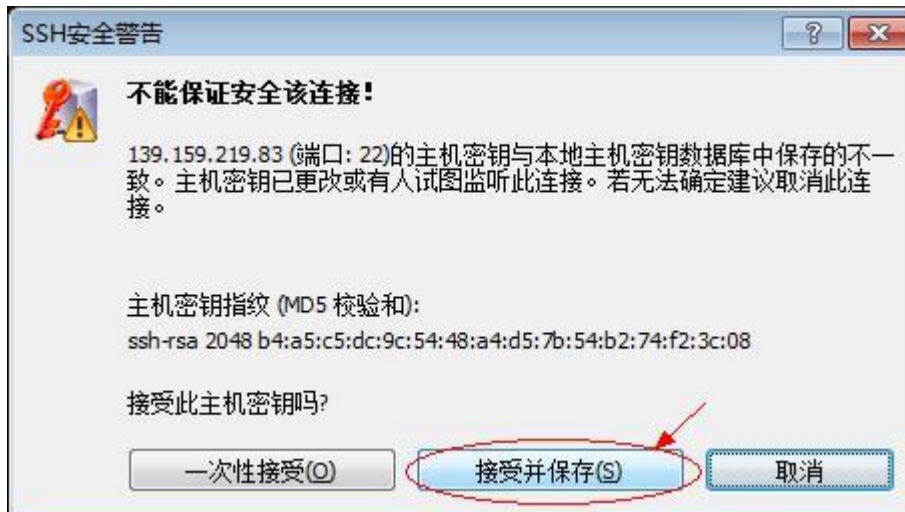 SSH安全警告
不能保证安全该连接!
139.159.219.83 (端口: 22)的主机密钥与本地主机密钥数据库中保存的不一
致。主机密钥已更改或有人试图监听此连接。若无法确定建议取消此连
接。
主机密钥指纹 (MD5 校验和):
ssh-rsa 2048 b4:a5:c5:dc:9c:54:48:a4:d5:7b:54:b2:74:f2:3c:08
接受此主机密钥吗?
一次性接受(O) 接受并保存(S) 取消